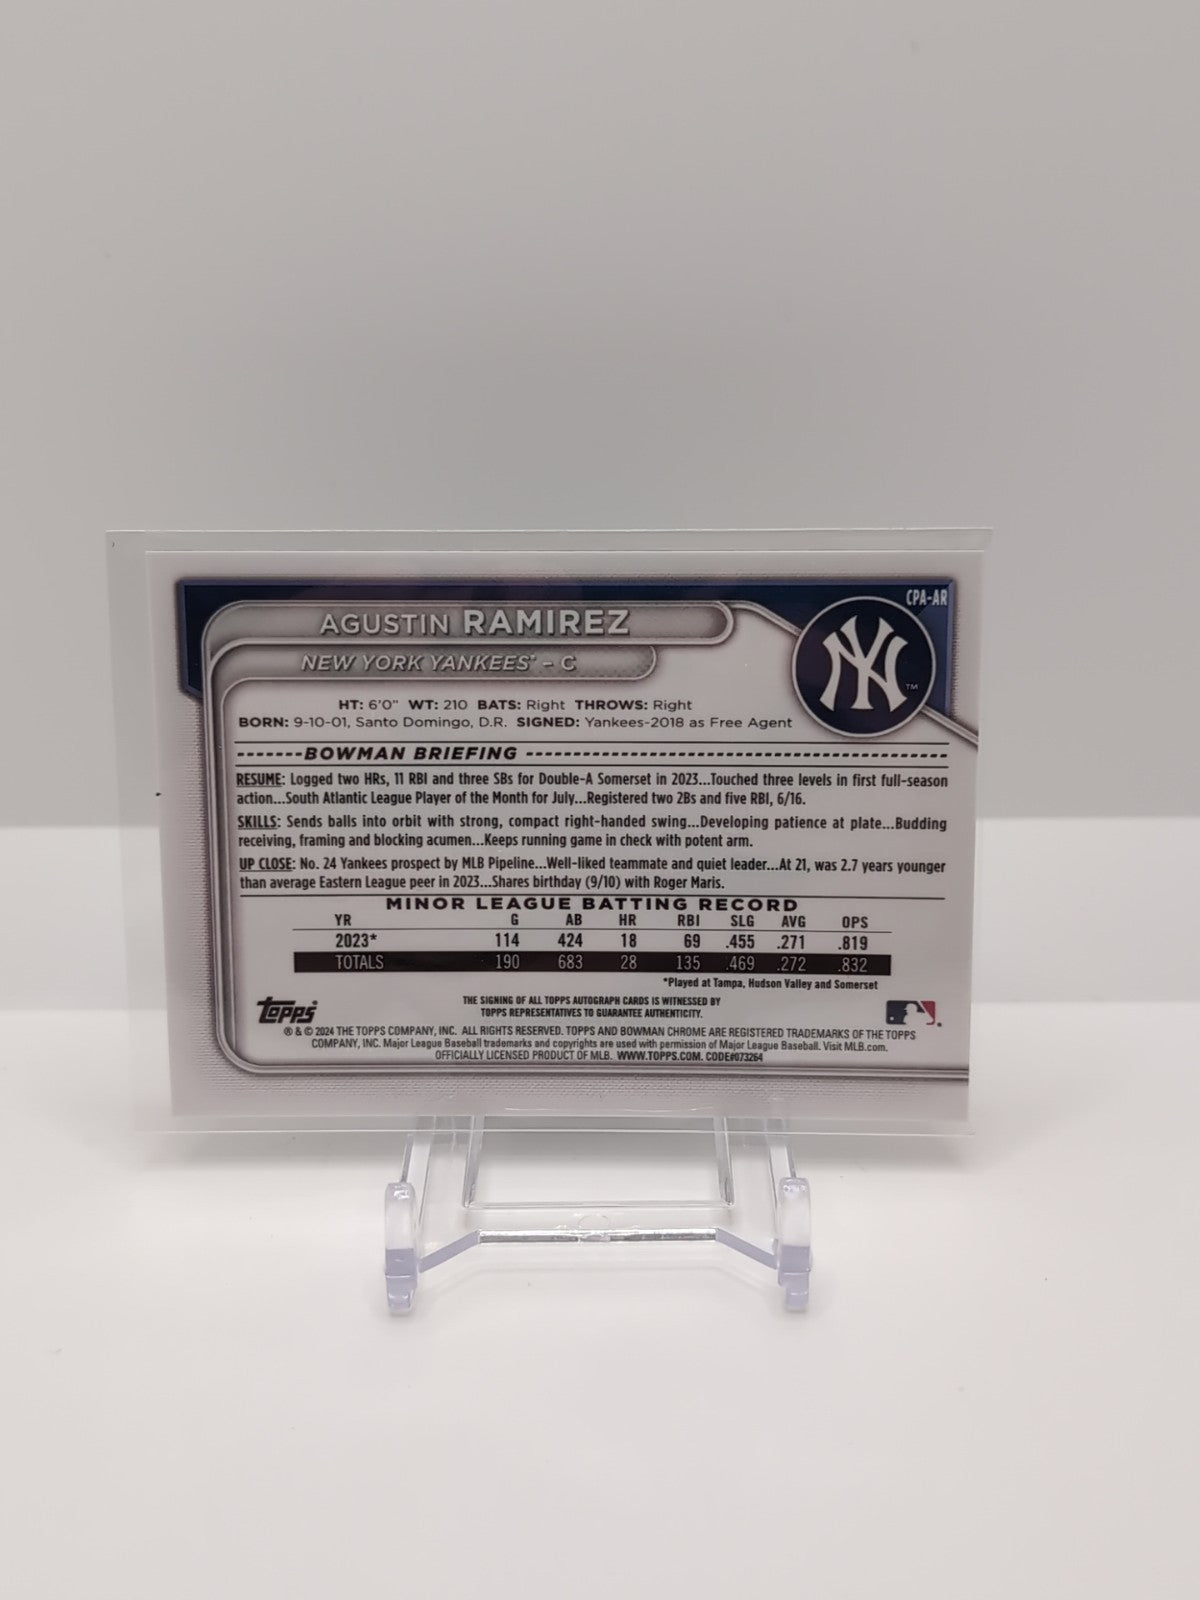 CPA-AR
AGUSTIN RAMIREZ
NEW YORK YANKEES® – C
NY
TM
HT: 6'0" WT: 210 BATS: Right THROWS: Right
BORN: 9-10-01, Santo Domingo, D.R. SIGNED: Yankees-2018 as Free Agent
BOWMAN BRIEFING
RESUME: Logged two HRs, 11 RBI and three SBs for Double-A Somerset in 2023...Touched three levels in first full-season
action...South Atlantic League Player of the Month for July...Registered two 2Bs and five RBI, 6/16.
SKILLS: Sends balls into orbit with strong, compact right-handed swing...Developing patience at plate...Budding
receiving, framing and blocking acumen...Keeps running game in check with potent arm.
UP CLOSE: No. 24 Yankees prospect by MLB Pipeline...Well-liked teammate and quiet leader...At 21, was 2.7 years younger
than average Eastern League peer in 2023...Shares birthday (9/10) with Roger Maris.
MINOR LEAGUE BATTING RECORD
YR G AB HR RBI SLG AVG OPS
2023* 114 424 18 69 .455 .271 .819
TOTALS 190 683 28 135 .469 .272 .832
*Played at Tampa, Hudson Valley and Somerset
topps
THE SIGNING OF ALL TOPPS AUTOGRAPH CARDS IS WITNESSED BY
TOPPS REPRESENTATIVES TO GUARANTEE AUTHENTICITY.
® & © 2024 THE TOPPS COMPANY, INC. ALL RIGHTS RESERVED. TOPPS AND BOWMAN CHROME ARE REGISTERED TRADEMARKS OF THE TOPPS
COMPANY, INC. Major League Baseball trademarks and copyrights are used with permission of Major League Baseball. Visit MLB.com.
OFFICIALLY LICENSED PRODUCT OF MLB. WWW.TOPPS.COM. CODE#073264